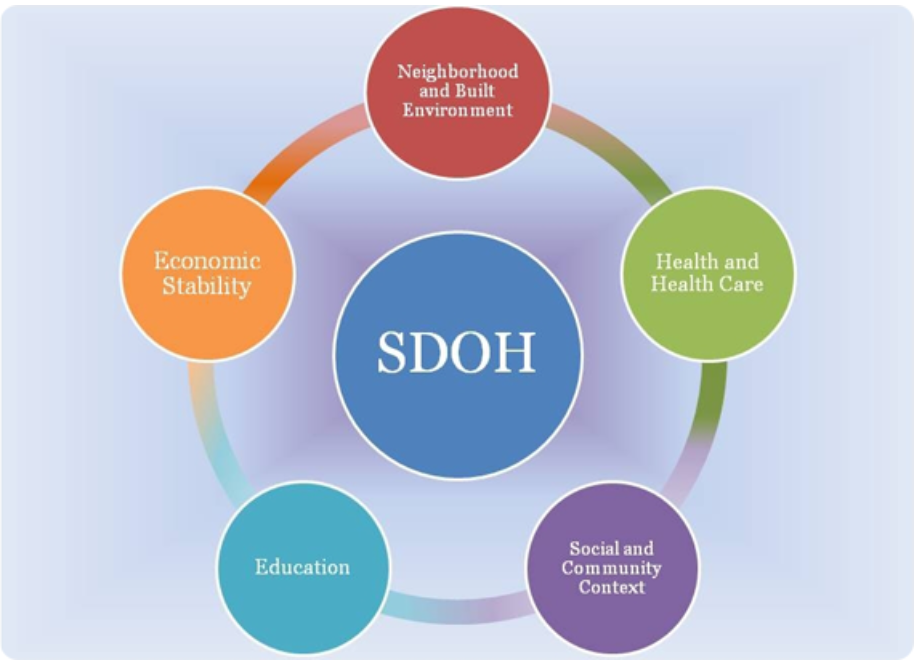 Neighborhood
and Built
Environment
Economic
Stability
Health and
Health Care
SDOH
Education
Social and
Community
Context